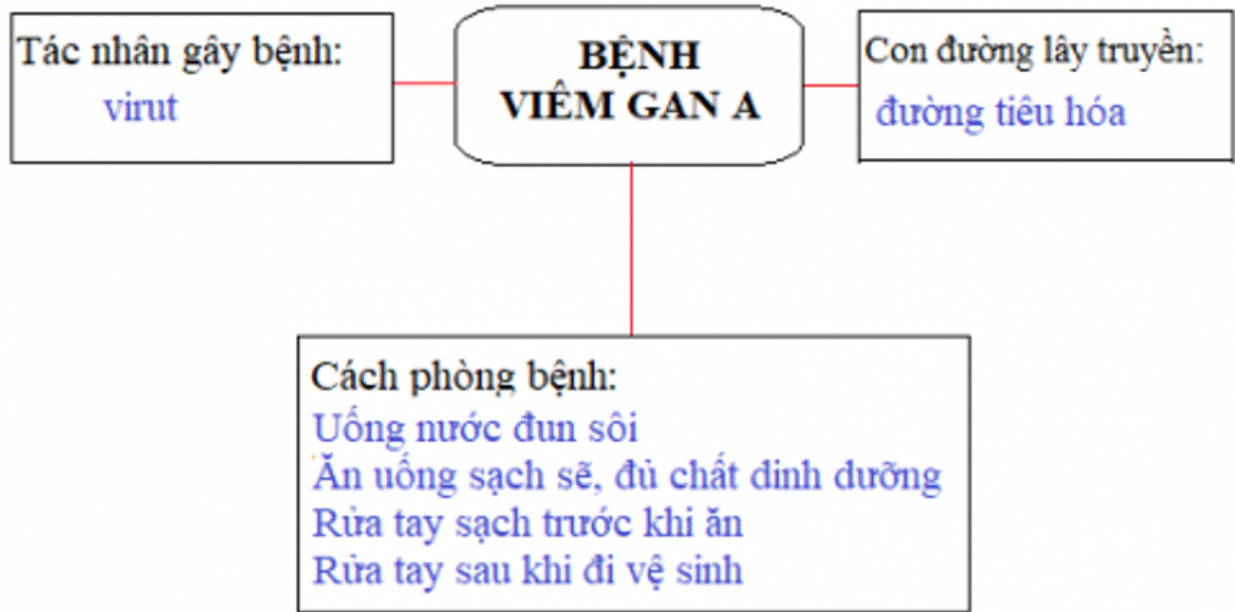 Tác nhân gây bệnh:
virut
BỆNH
VIÊM GAN A
Con đường lây truyền:
đường tiêu hóa
Cách phòng bệnh:
Uống nước đun sôi
Ăn uống sạch sẽ, đủ chất dinh dưỡng
Rửa tay sạch trước khi ăn
Rửa tay sau khi đi vệ sinh